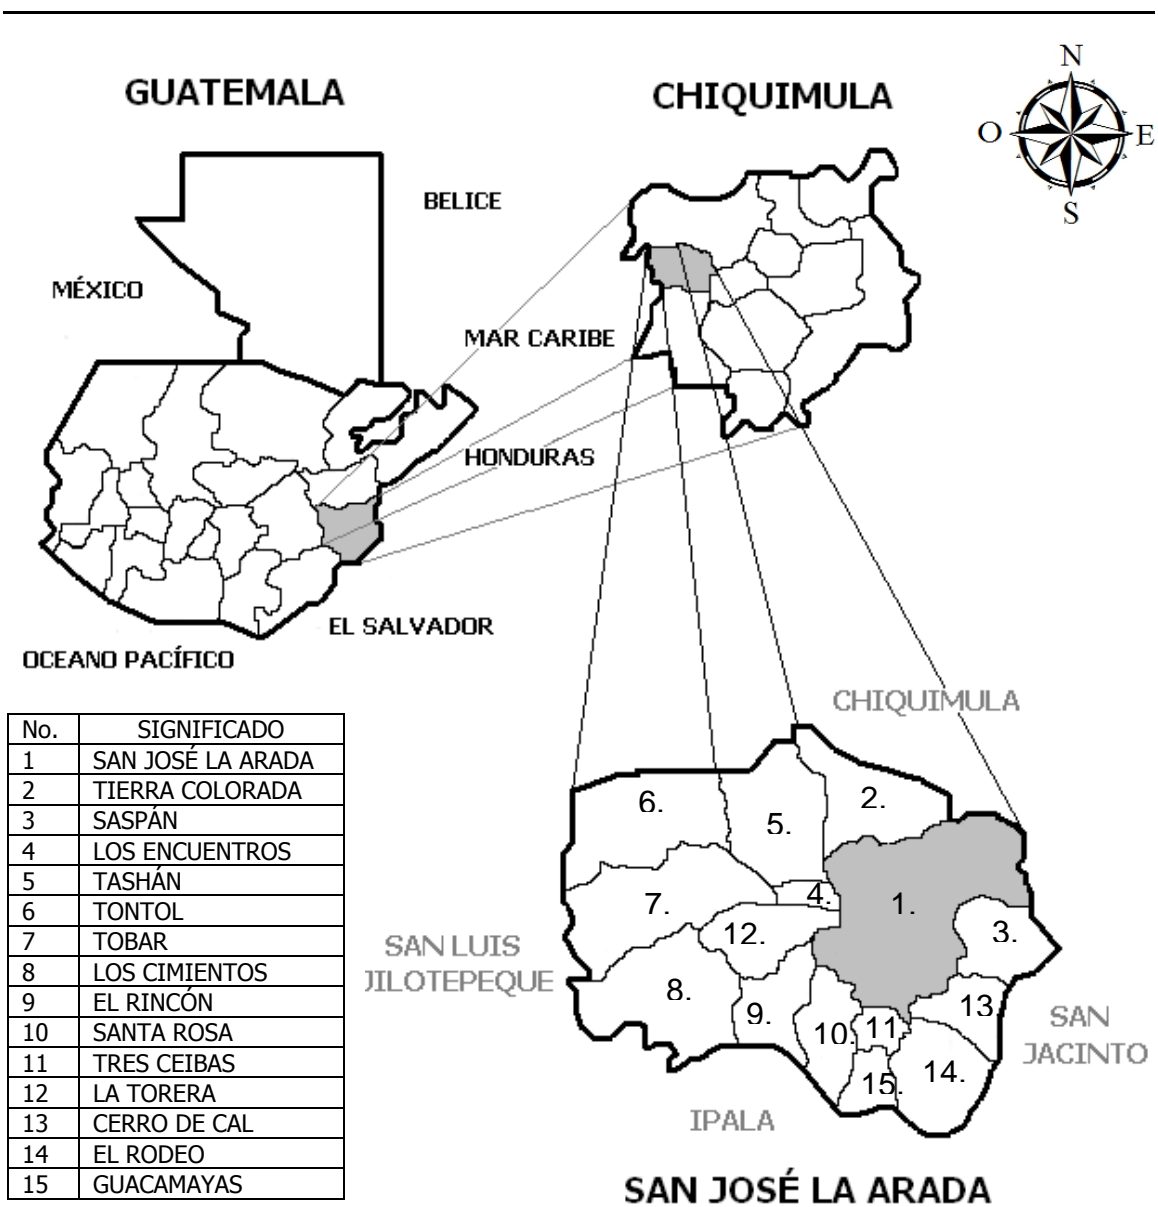 GUATEMALA
CHIQUIMULA
N
O
E
S
BELICE
MÉXICO
MAR CARIBE
HONDURAS
EL SALVADOR
OCEANO PACÍFICO
CHIQUIMULA
No. SIGNIFICADO
1 SAN JOSÉ LA ARADA
2 TIERRA COLORADA
3 SASPÁN
4 LOS ENCUENTROS
5 TASHÁN
6 TONTOL
7 TOBAR
8 LOS CIMIENTOS
9 EL RINCÓN
10 SANTA ROSA
11 TRES CEIBAS
12 LA TORERA
13 CERRO DE CAL
14 EL RODEO
15 GUACAMAYAS
6.
2.
5.
4.
1.
7.
12.
3.
SAN LUIS
JILOTEPEQUE
8.
9.
10.
11.
13
SAN
JACINTO
14.
15.
IPALA
SAN JOSÉ LA ARADA